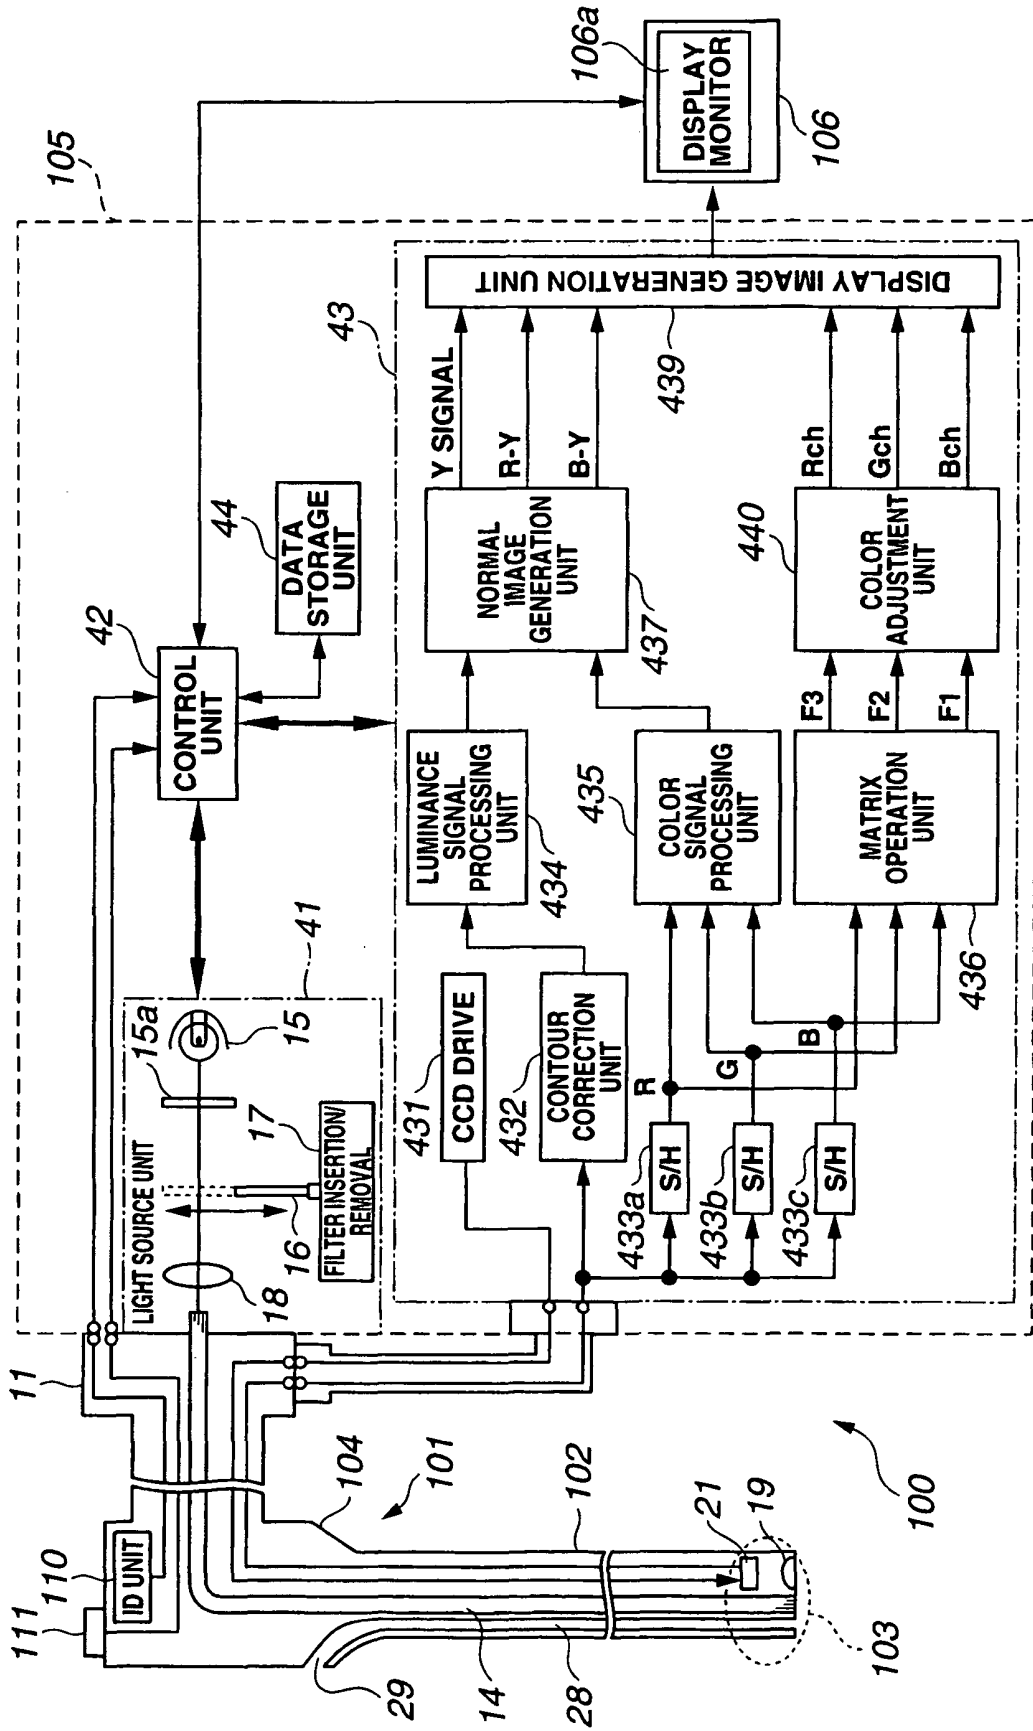 105
106a
DISPLAY
MONITOR
106
43
DISPLAY IMAGE GENERATION UNIT
439
Y SIGNAL
R-Y
B-Y
Rch
Gch
Bch
44
DATA
STORAGE
UNIT
42
CONTROL
UNIT
NORMAL
IMAGE
GENERATION
UNIT
437
440
COLOR
ADJUSTMENT
UNIT
F3
F2
F1
LUMINANCE
SIGNAL
PROCESSING
UNIT
434
435
COLOR
SIGNAL
PROCESSING
UNIT
MATRIX
OPERATION
UNIT
436
41
15a
15
LIGHT SOURCE UNIT
17
FILTER INSERTION/
REMOVAL
16
18
431
CCD DRIVE
432
CONTOUR
CORRECTION
UNIT
R
G
B
433a
S/H
433b
S/H
433c
S/H
11
104
101
102
100
111
110
ID UNIT
21
19
29
14
28
103